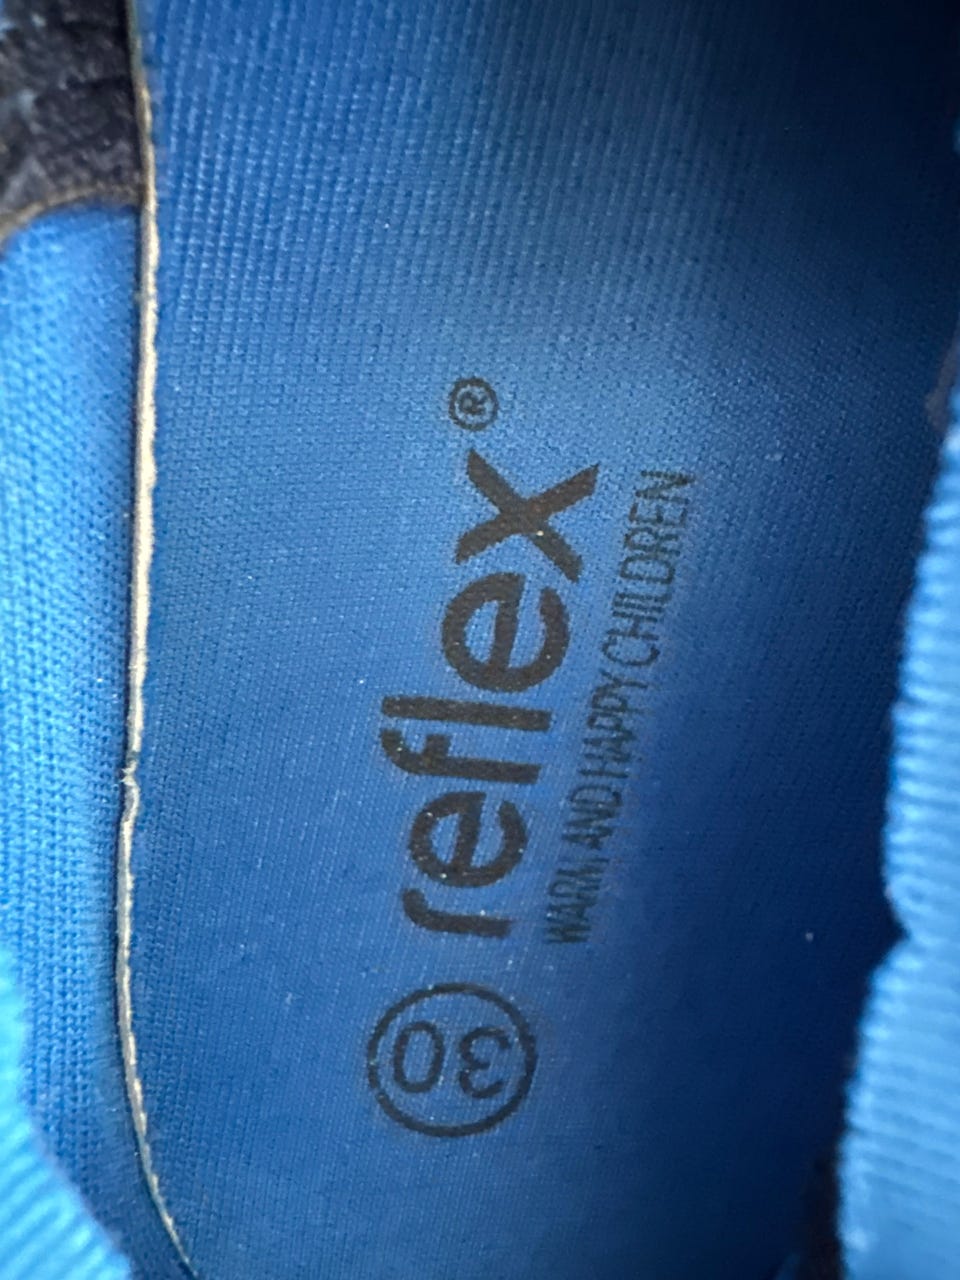 reflex®
WARM AND HAPPY CHILDREN
30